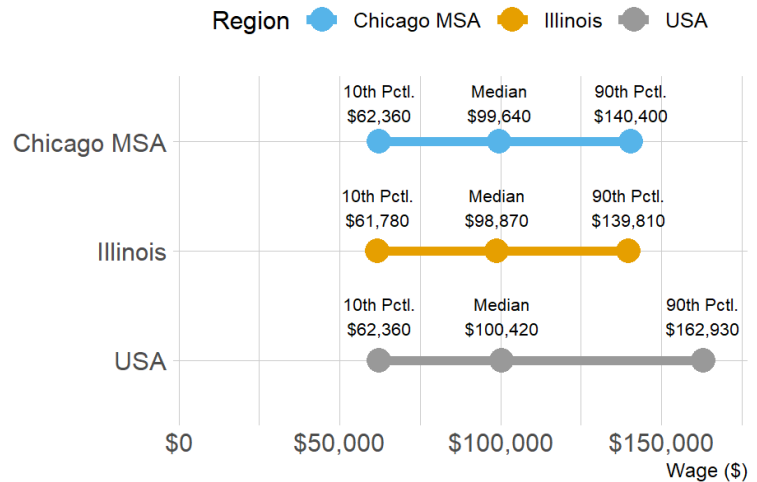 Region Chicago MSA Illinois USA
10th Pctl. Median 90th Pctl.
$62,360 $99,640 $140,400
Chicago MSA
10th Pctl. Median 90th Pctl.
$61,780 $98,870 $139,810
Illinois
10th Pctl. Median 90th Pctl.
$62,360 $100,420 $162,930
USA
$0 $50,000 $100,000 $150,000
Wage ($)